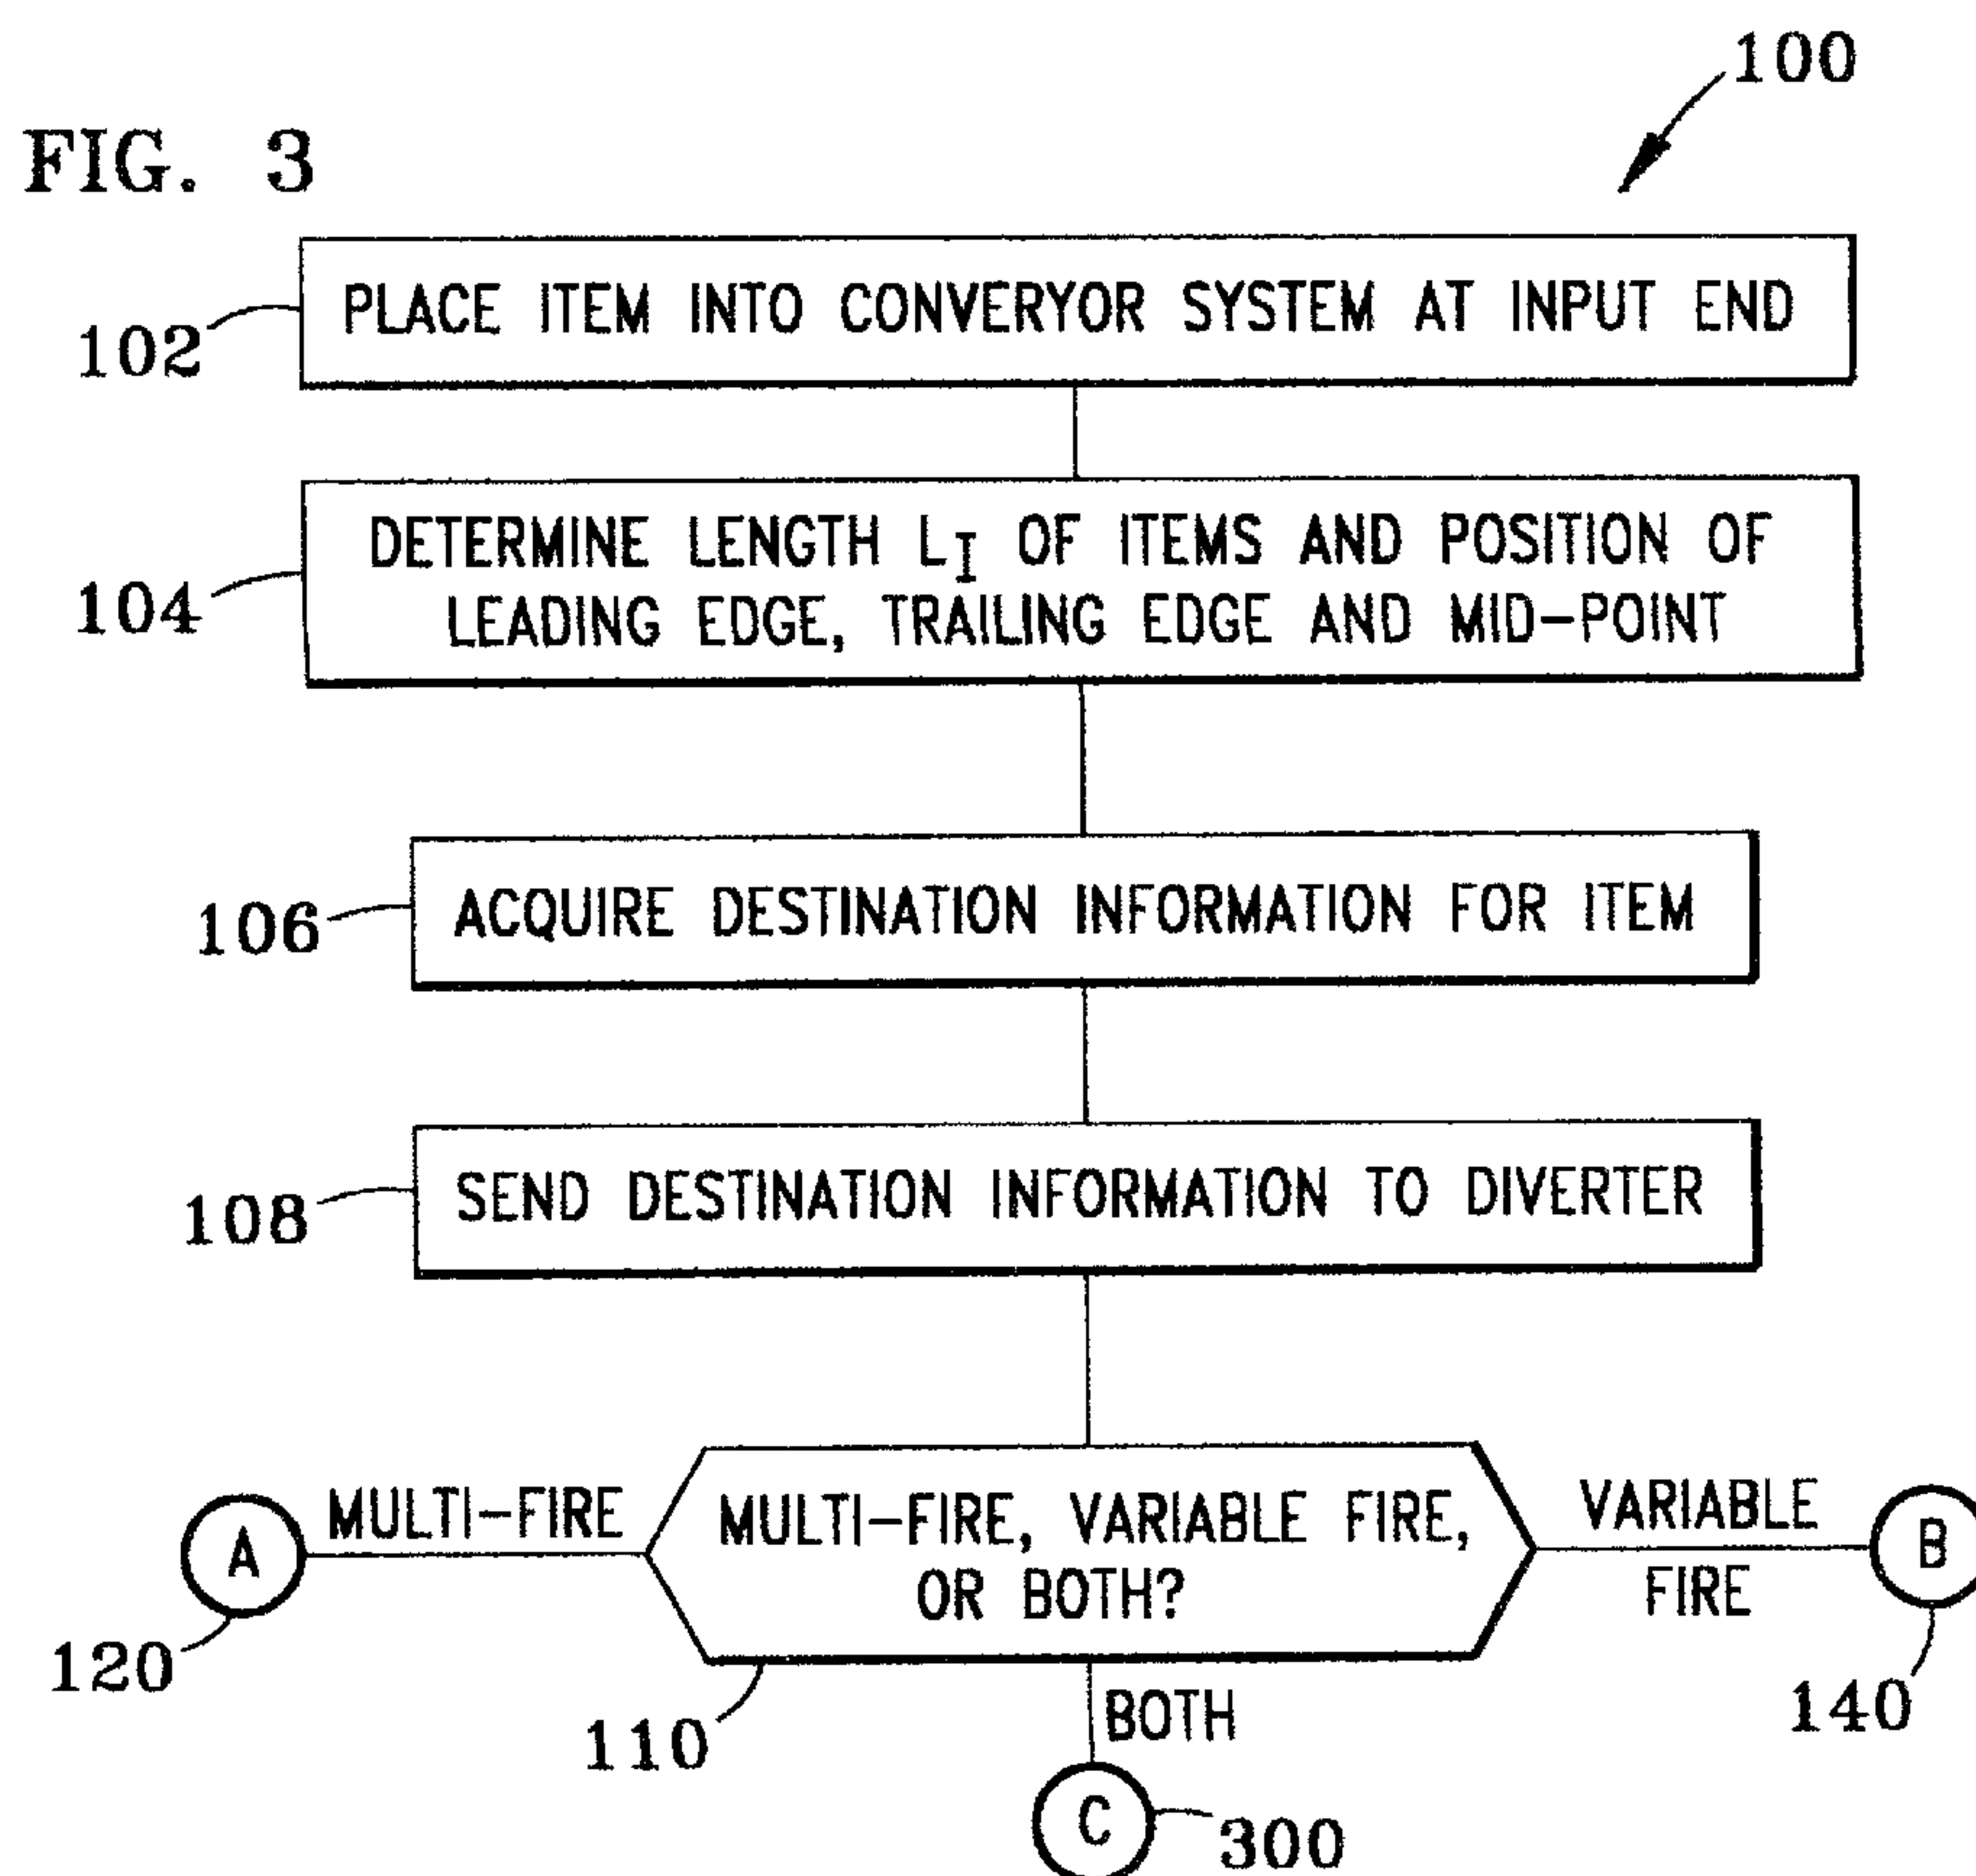 100
FIG. 3
PLACE ITEM INTO CONVERYOR SYSTEM AT INPUT END
102
DETERMINE LENGTH LI OF ITEMS AND POSITION OF
LEADING EDGE, TRAILING EDGE AND MID-POINT
104
ACQUIRE DESTINATION INFORMATION FOR ITEM
106
SEND DESTINATION INFORMATION TO DIVERTER
108
A
MULTI-FIRE
MULTI-FIRE, VARIABLE FIRE,
OR BOTH?
VARIABLE
FIRE
B
120
110
BOTH
140
C
300